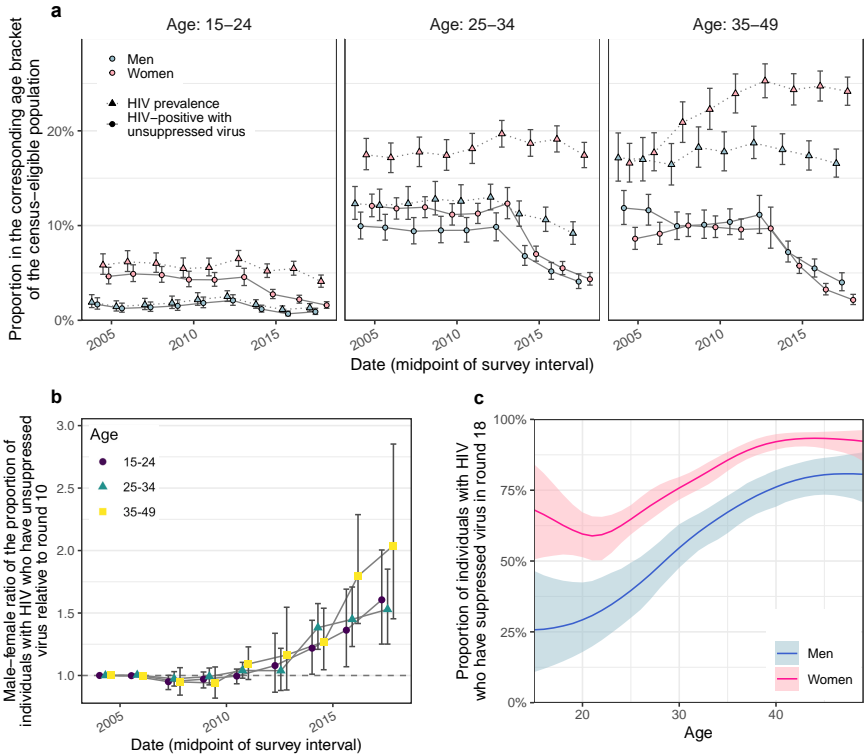 a
Age: 15–24
Age: 25–34
Age: 35–49
Proportion in the corresponding age bracket
of the census–eligible population
20%
10%
0%
Men
Women
HIV prevalence
HIV–positive with
unsuppressed virus
2005
2010
2015
2005
2010
2015
2005
2010
2015
Date (midpoint of survey interval)
b
Male–female ratio of the proportion of
individuals with HIV who have unsuppressed
virus relative to round 10
3.0
2.5
2.0
1.5
1.0
Age
15-24
25-34
35-49
2005
2010
2015
Date (midpoint of survey interval)
c
Proportion of individuals with HIV
who have suppressed virus in round 18
100%
75%
50%
25%
0%
Men
Women
20
30
40
Age